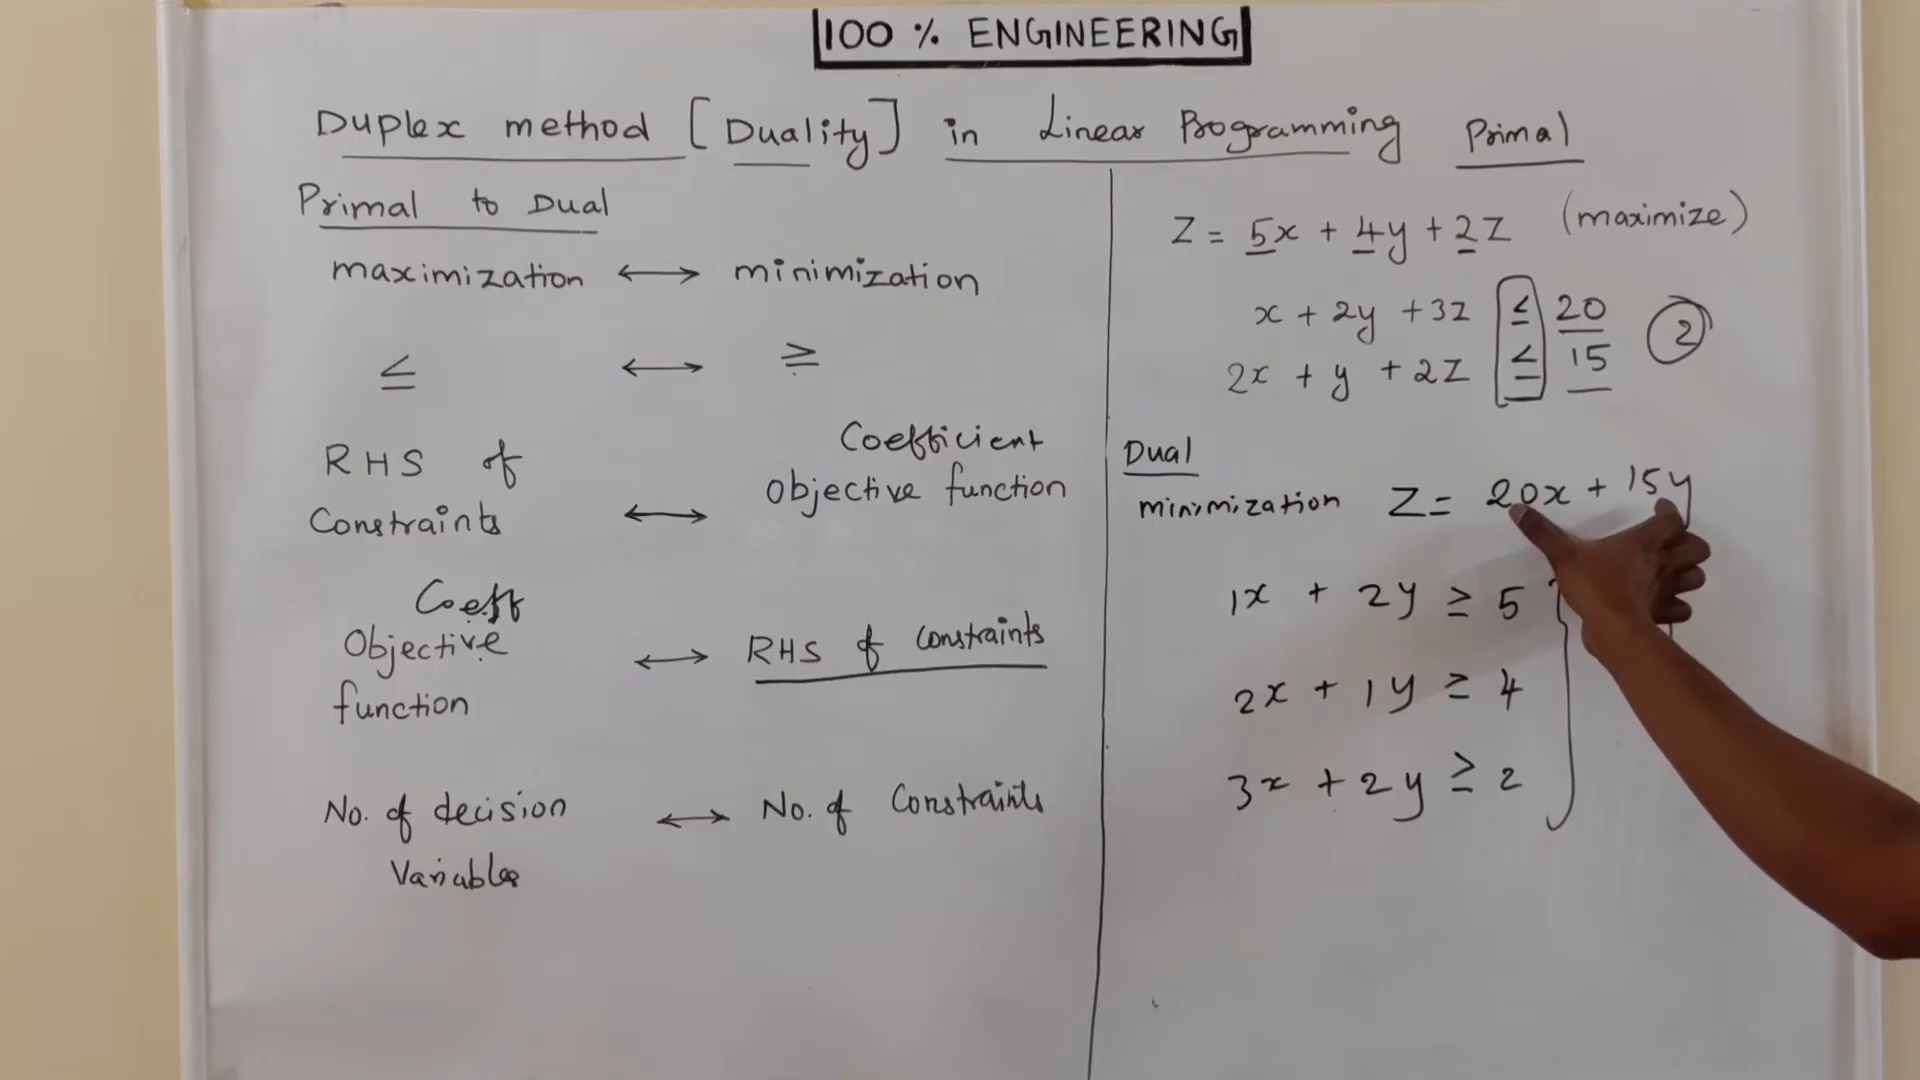 100 % ENGINEERING
Duplex method [Duality] in Linear Programming
Primal to Dual
maximization ↔ minimization
≤ ↔ ≥
RHS of Constraints ↔ Coefficient Objective function
Coeff Objective function ↔ RHS of constraints
No. of decision Variables ↔ No. of Constraints
Primal
Z = 5x + 4y + 2Z (maximize)
x + 2y + 3z ≤ 20
2x + y + 2Z ≤ 15
2
Dual
minimization Z = 20x + 15y
1x + 2y ≥ 5
2x + 1y ≥ 4
3x + 2y ≥ 2